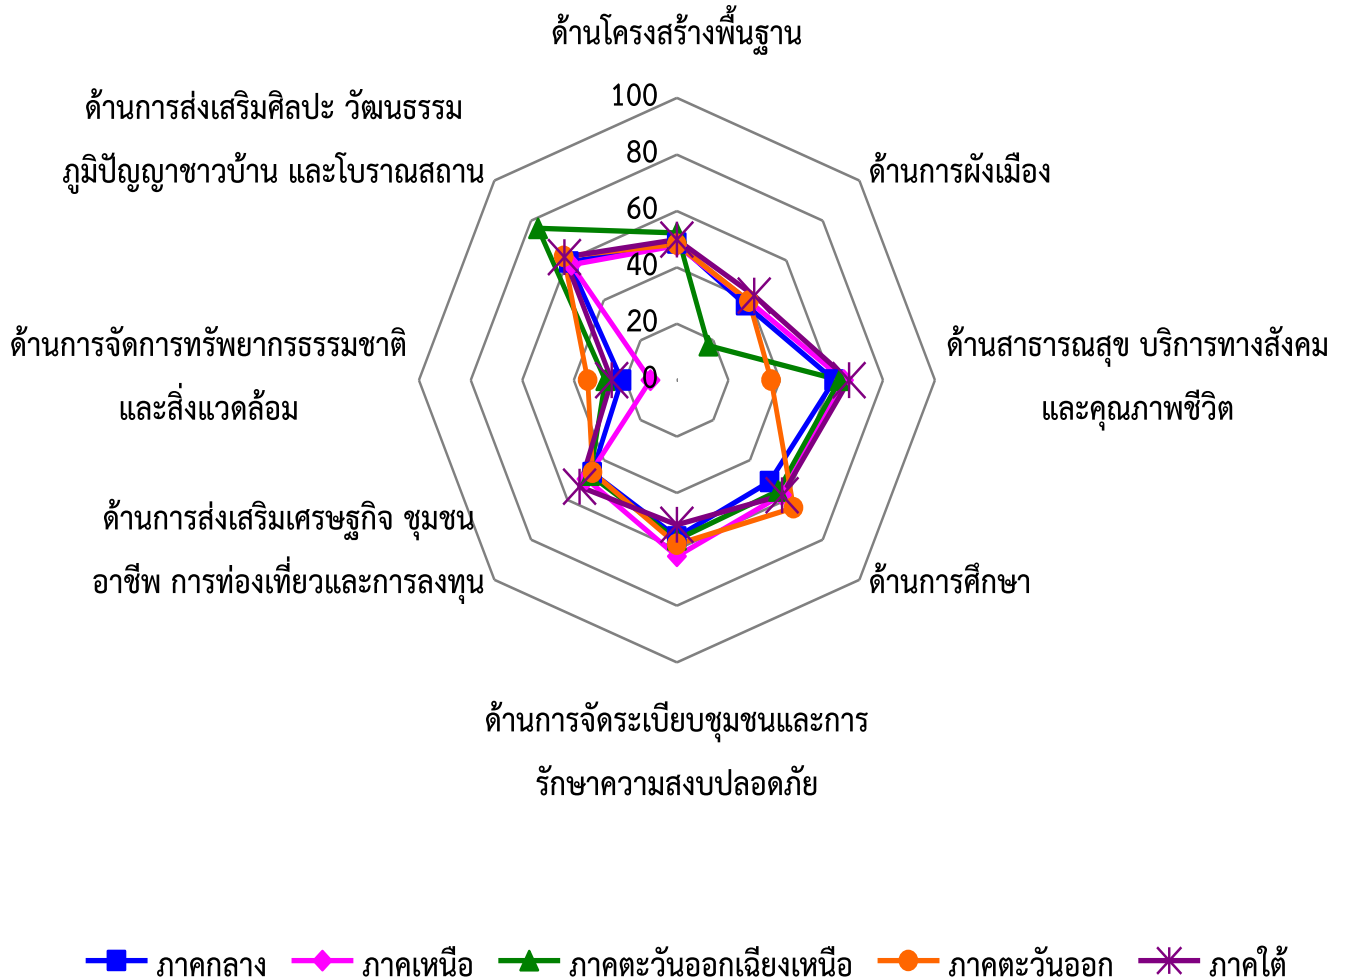 ด้านโครงสร้างพื้นฐาน
ด้านการส่งเสริมศิลปะ วัฒนธรรม
ภูมิปัญญาชาวบ้าน และโบราณสถาน
ด้านการผังเมือง
100
80
60
40
20
0
ด้านการจัดการทรัพยากรธรรมชาติ
และสิ่งแวดล้อม
ด้านสาธารณสุข บริการทางสังคม
และคุณภาพชีวิต
ด้านการส่งเสริมเศรษฐกิจ ชุมชน
อาชีพ การท่องเที่ยวและการลงทุน
ด้านการศึกษา
ด้านการจัดระเบียบชุมชนและการ
รักษาความสงบปลอดภัย
ภาคกลาง ภาคเหนือ ภาคตะวันออกเฉียงเหนือ ภาคตะวันออก ภาคใต้